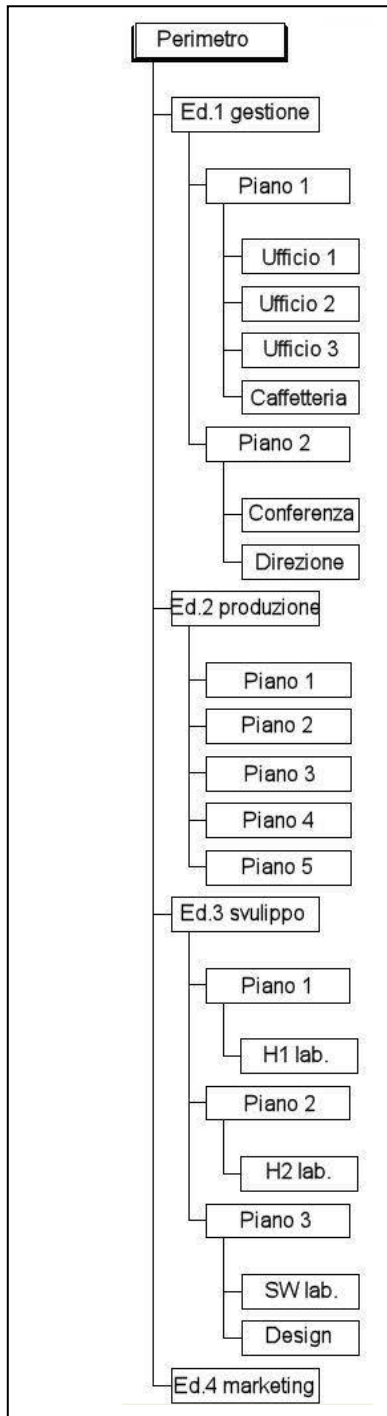 Perimetro
Ed.1 gestione
Piano 1
Ufficio 1
Ufficio 2
Ufficio 3
Caffetteria
Piano 2
Conferenza
Direzione
Ed.2 produzione
Piano 1
Piano 2
Piano 3
Piano 4
Piano 5
Ed.3 svulippo
Piano 1
H1 lab.
Piano 2
H2 lab.
Piano 3
SW lab.
Design
Ed.4 marketing